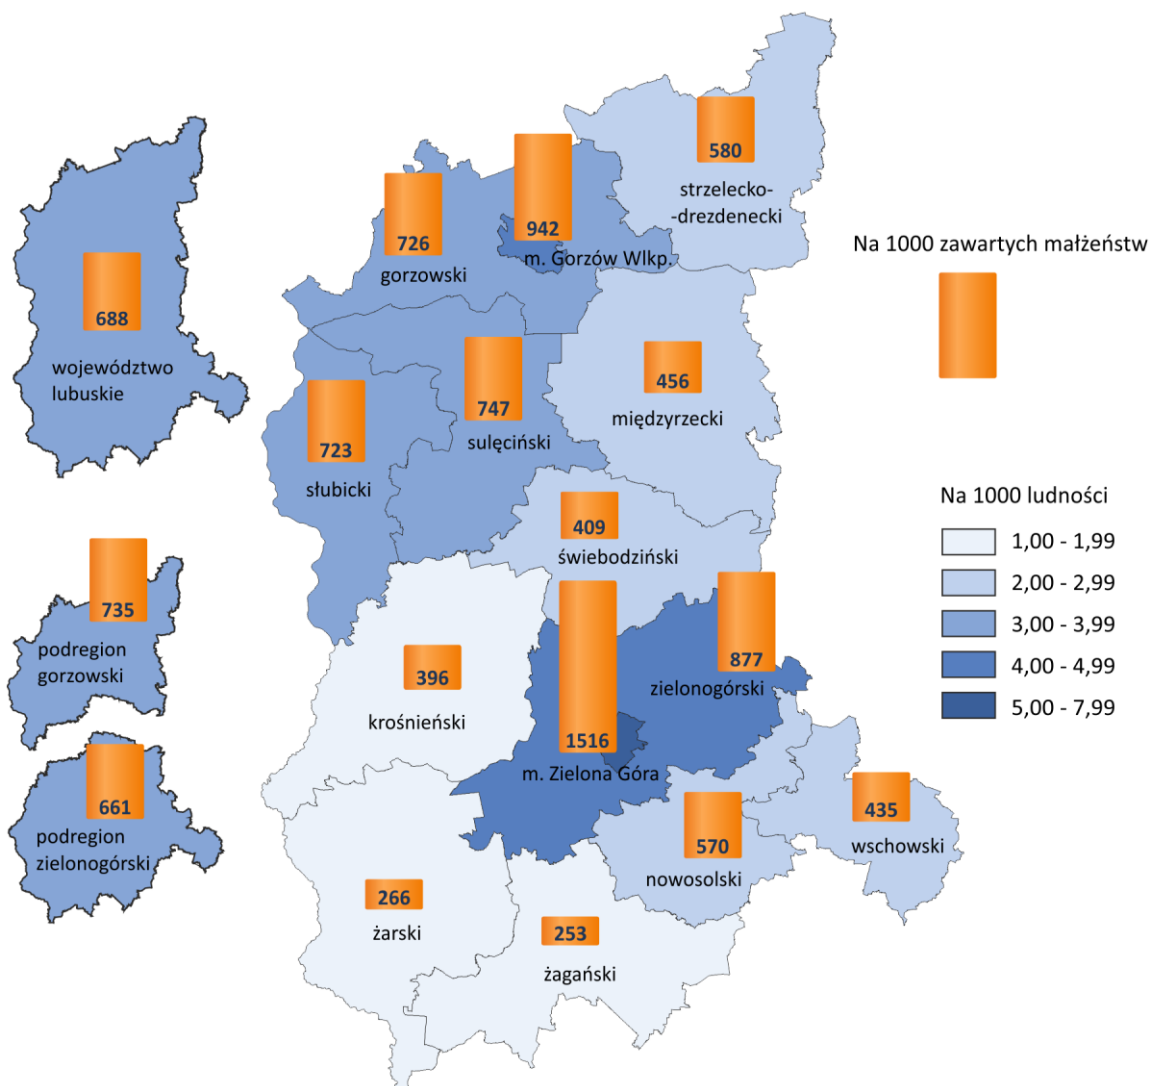 580
strzelecko-
-drezdenecki
942
m. Gorzów Wlkp.
726
gorzowski
Na 1000 zawartych małżeństw
688
województwo
lubuskie
456
międzyrzecki
747
sulęciński
723
słubicki
Na 1000 ludności
1,00 - 1,99
2,00 - 2,99
3,00 - 3,99
4,00 - 4,99
5,00 - 7,99
409
świebodziński
735
podregion
gorzowski
877
zielonogórski
396
krośnieński
1516
m. Zielona Góra
661
podregion
zielonogórski
435
wschowski
570
nowosolski
266
żarski
253
żagański